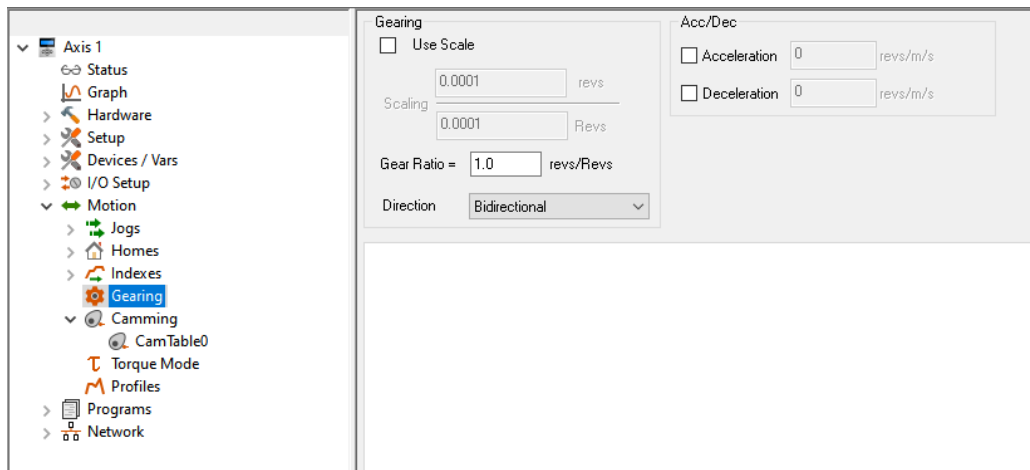 Axis 1
Status
Graph
Hardware
Setup
Devices / Vars
I/O Setup
Motion
Jogs
Homes
Indexes
Gearing
Camming
CamTable0
Torque Mode
Profiles
Programs
Network
Gearing
Use Scale
0.0001 revs
Scaling
0.0001 Revs
Gear Ratio = 1.0 revs/Revs
Direction Bidirectional
Acc/Dec
Acceleration 0 revs/m/s
Deceleration 0 revs/m/s